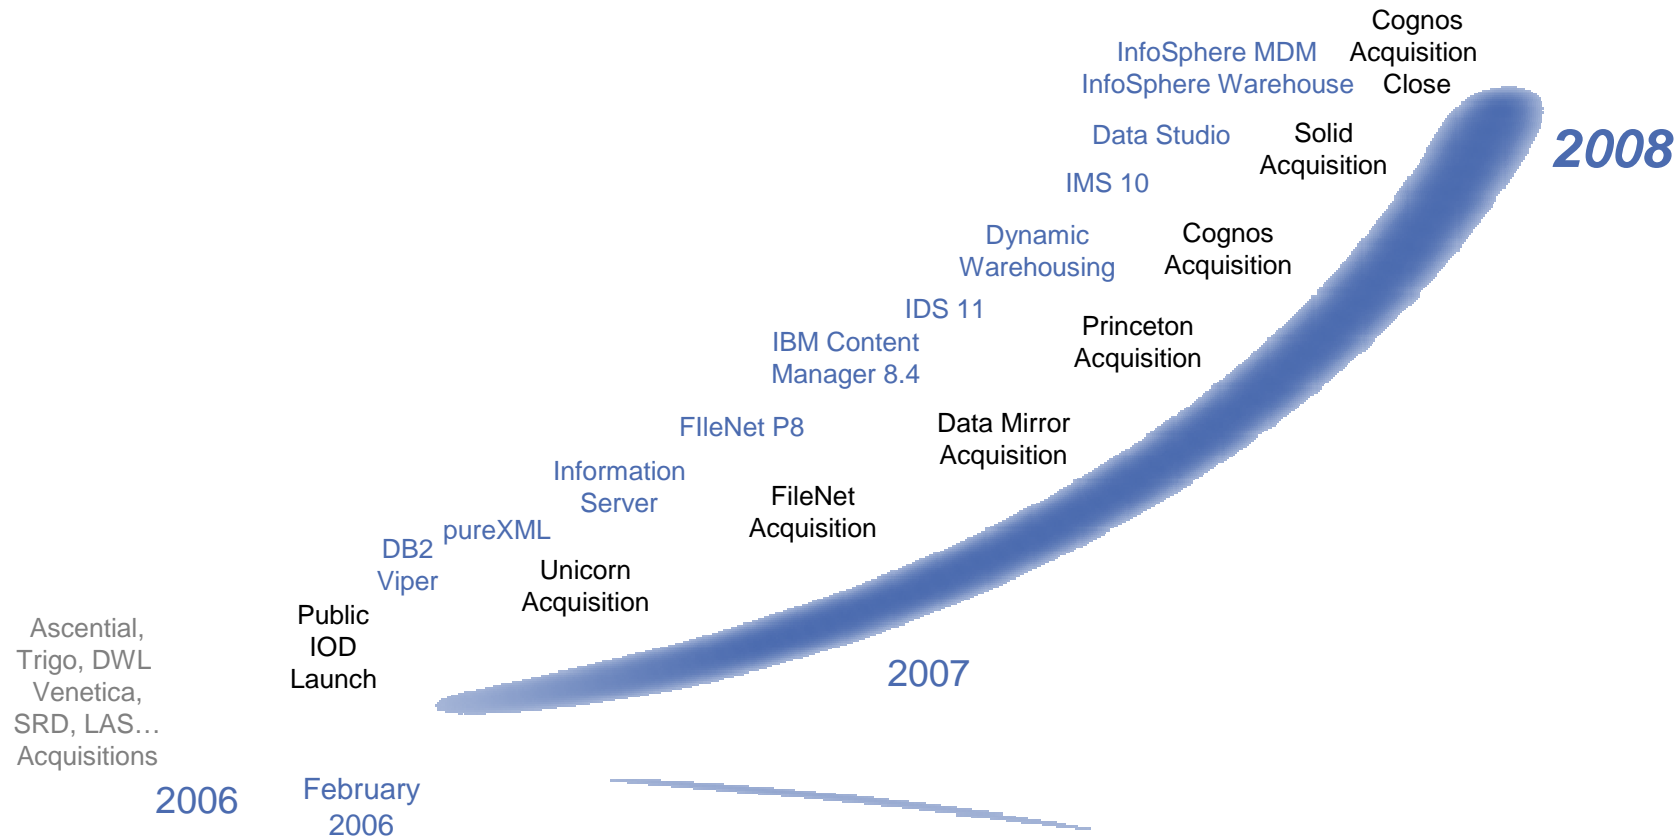 Cognos
Acquisition
Close
InfoSphere MDM
InfoSphere Warehouse
2008
Data Studio
Solid
Acquisition
IMS 10
Dynamic
Warehousing
Cognos
Acquisition
IDS 11
Princeton
Acquisition
IBM Content
Manager 8.4
FIleNet P8
Data Mirror
Acquisition
Information
Server
FileNet
Acquisition
pureXML
DB2
Viper
Unicorn
Acquisition
Public
IOD
Launch
Ascential,
Trigo, DWL
Venetica,
SRD, LAS…
Acquisitions
2007
2006
February
2006